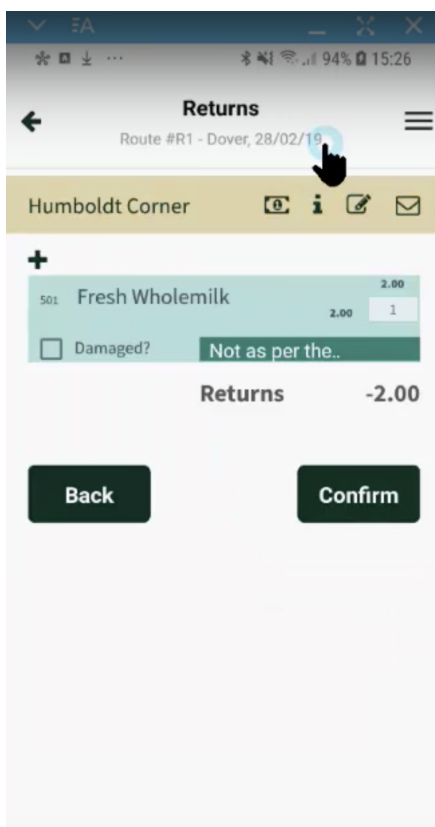 ΞA
... 94% 15:26
Returns
Route #R1 - Dover, 28/02/19
Humboldt Corner
2.00
501 Fresh Wholemilk 2.00 1
Damaged? Not as per the..
Returns -2.00
Back Confirm